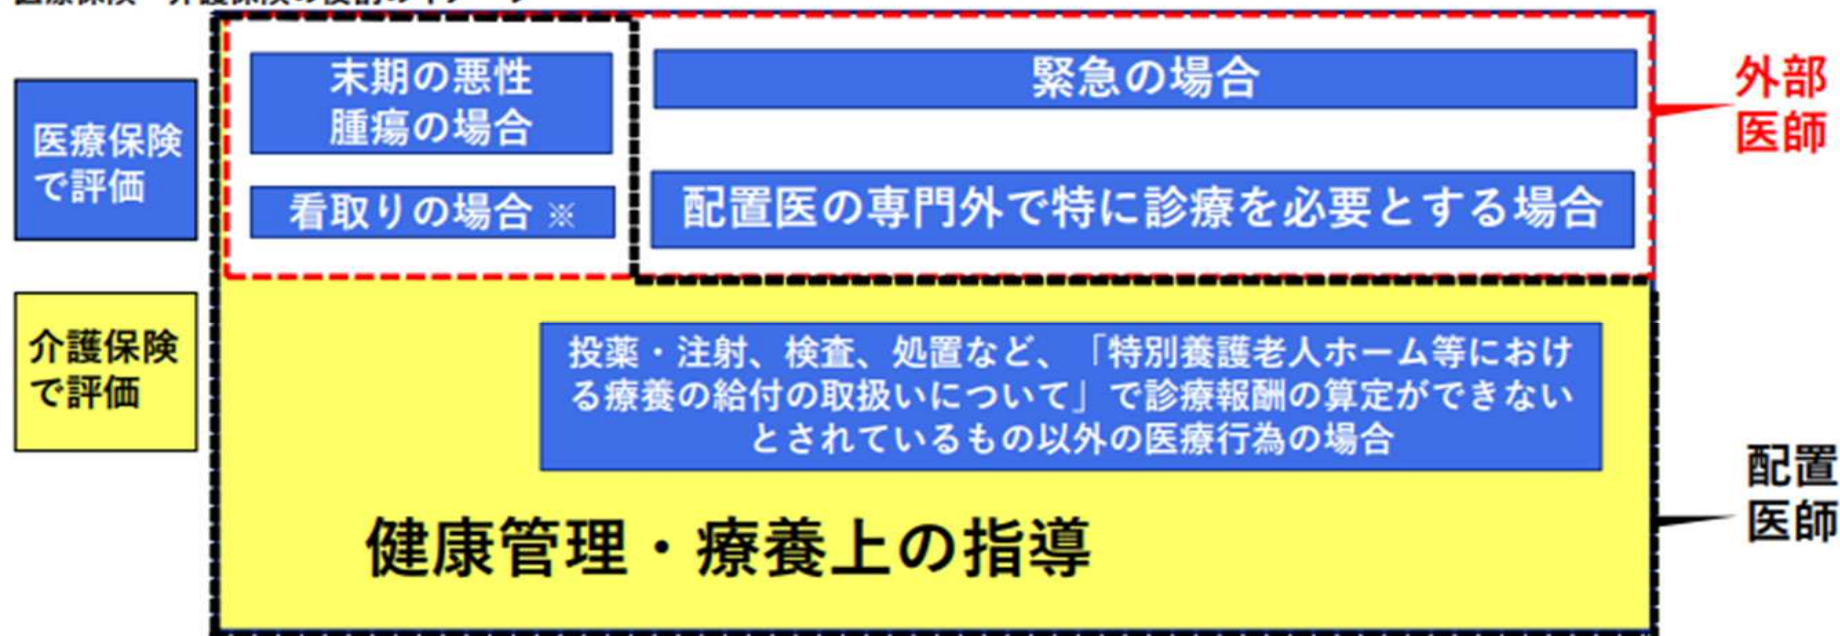 末期の悪性
腫瘍の場合
緊急の場合
外部
医師
医療保険
で評価
看取りの場合 ※
配置医の専門外で特に診療を必要とする場合
介護保険
で評価
投薬・注射、検査、処置など、「特別養護老人ホーム等におけ
る療養の給付の取扱いについて」で診療報酬の算定ができない
とされているもの以外の医療行為の場合
配置
医師
健康管理・療養上の指導